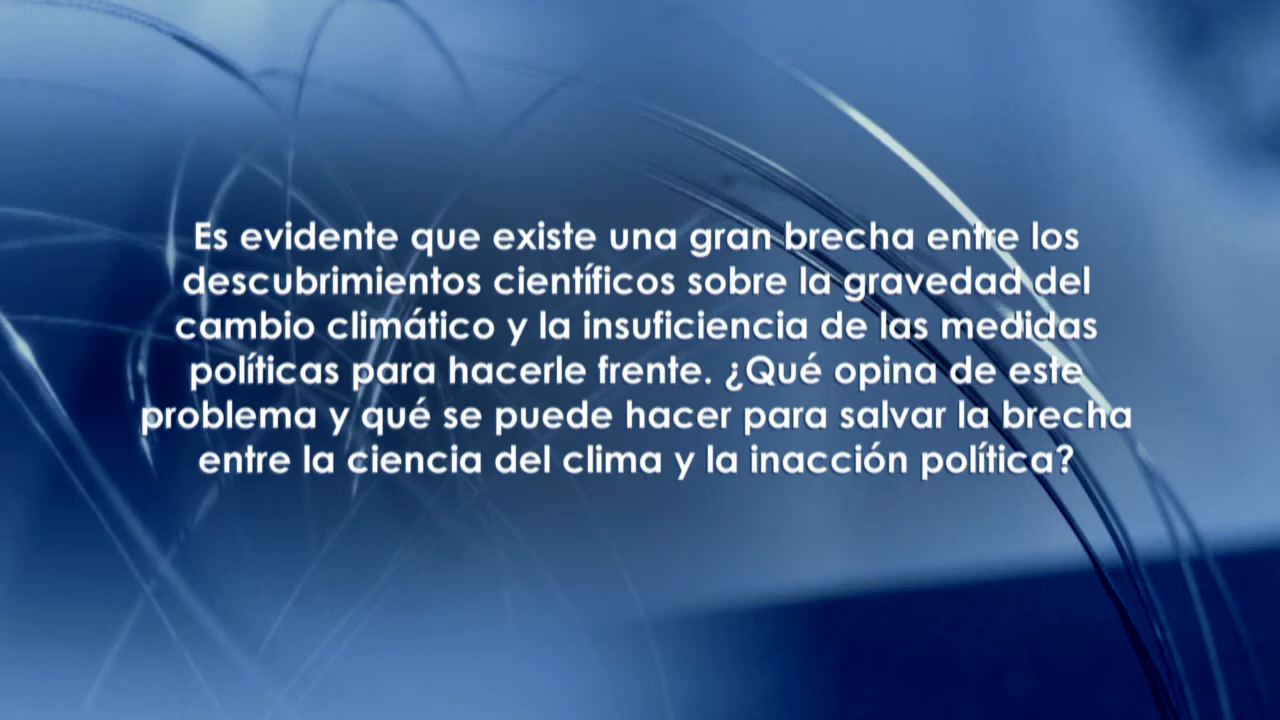 Es evidente que existe una gran brecha entre los
descubrimientos científicos sobre la gravedad del
cambio climático y la insuficiencia de las medidas
políticas para hacerle frente. ¿Qué opina de este
problema y qué se puede hacer para salvar la brecha
entre la ciencia del clima y la inacción política?